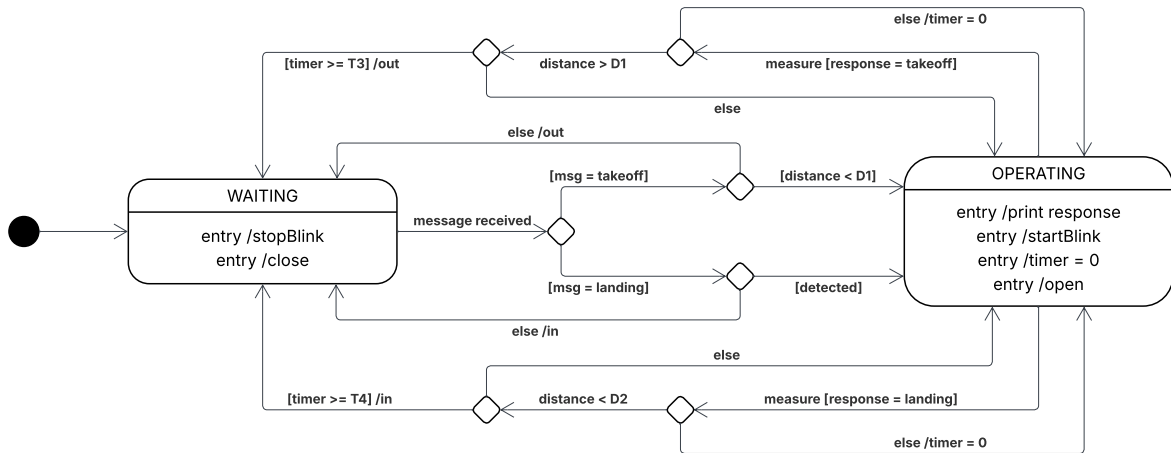 else /timer = 0
[timer >= T3] /out
distance > D1
measure [response = takeoff]
else
else /out
[msg = takeoff]
[distance < D1]
WAITING
entry /stopBlink
entry /close
message received
OPERATING
entry /print response
entry /startBlink
entry /timer = 0
entry /open
[msg = landing]
[detected]
else /in
else
[timer >= T4] /in
distance < D2
measure [response = landing]
else /timer = 0